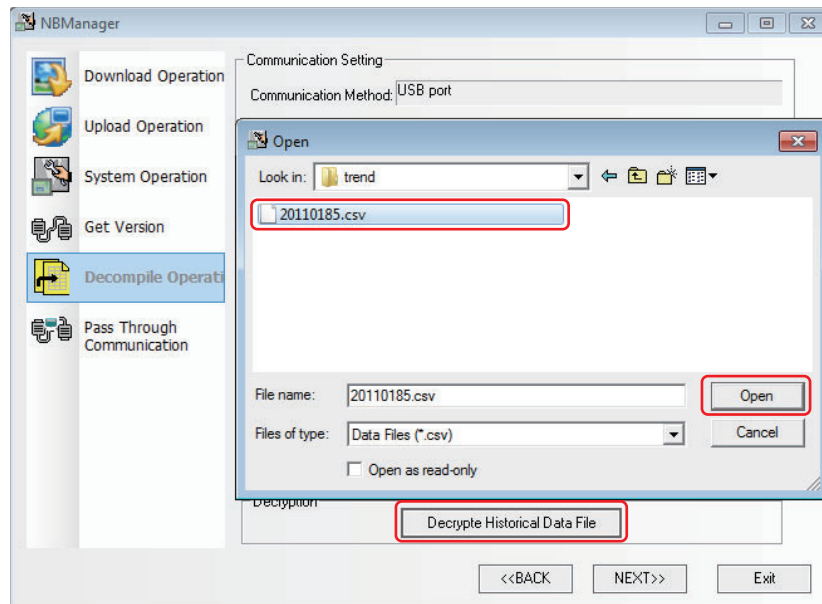 NBManager
Download Operation
Upload Operation
System Operation
Get Version
Decompile Operati
Pass Through
Communication
Communication Setting
Communication Method: USB port
Open
Look in: trend
20110185.csv
File name: 20110185.csv
Open
Files of type: Data Files (*.csv)
Cancel
Open as read-only
Decryption
Decrypte Historical Data File
<<BACK NEXT>> Exit